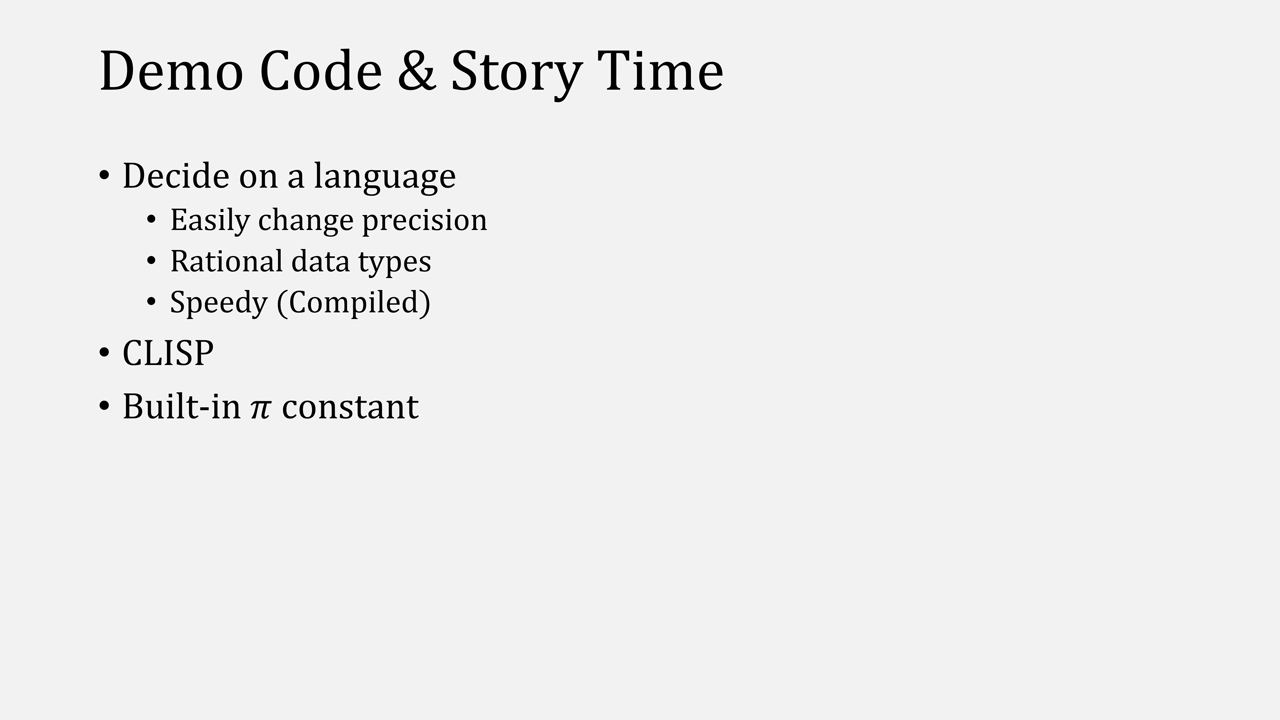 Demo Code & Story Time
• Decide on a language
• Easily change precision
• Rational data types
• Speedy (Compiled)
• CLISP
• Built-in π constant